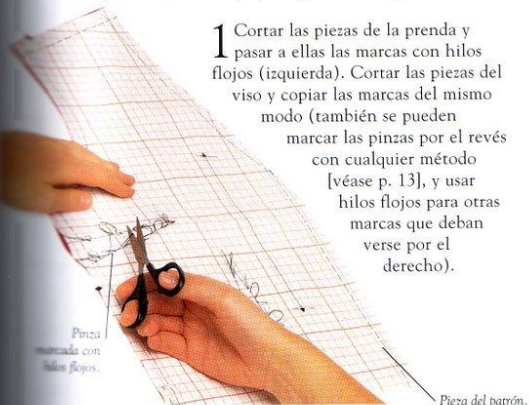 1 Cortar las piezas de la prenda y
pasar a ellas las marcas con hilos
flojos (izquierda). Cortar las piezas del
viso y copiar las marcas del mismo
modo (también se pueden
marcar las pinzas por el revés
con cualquier método
[véase p. 13], y usar
hilos flojos para otras
marcas que deban
verse por el
derecho).
Pinza
marcada con
hilos flojos.
Pieza del patrón.